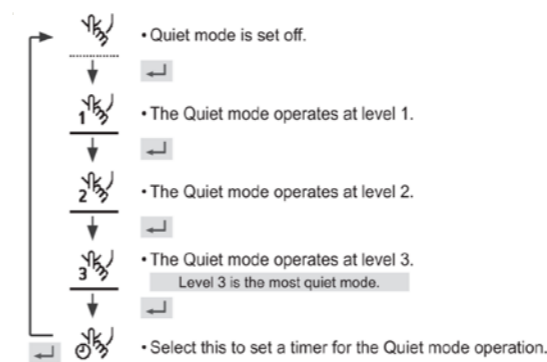 • Quiet mode is set off.
1
• The Quiet mode operates at level 1.
2
• The Quiet mode operates at level 2.
3
• The Quiet mode operates at level 3.
Level 3 is the most quiet mode.
• Select this to set a timer for the Quiet mode operation.